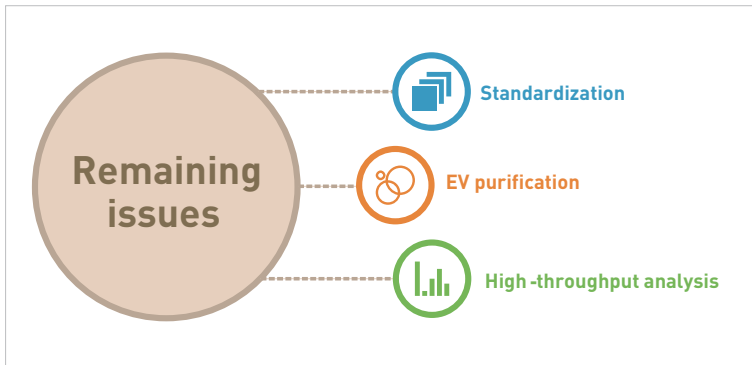 Remaining
issues
Standardization
EV purification
High-throughput analysis